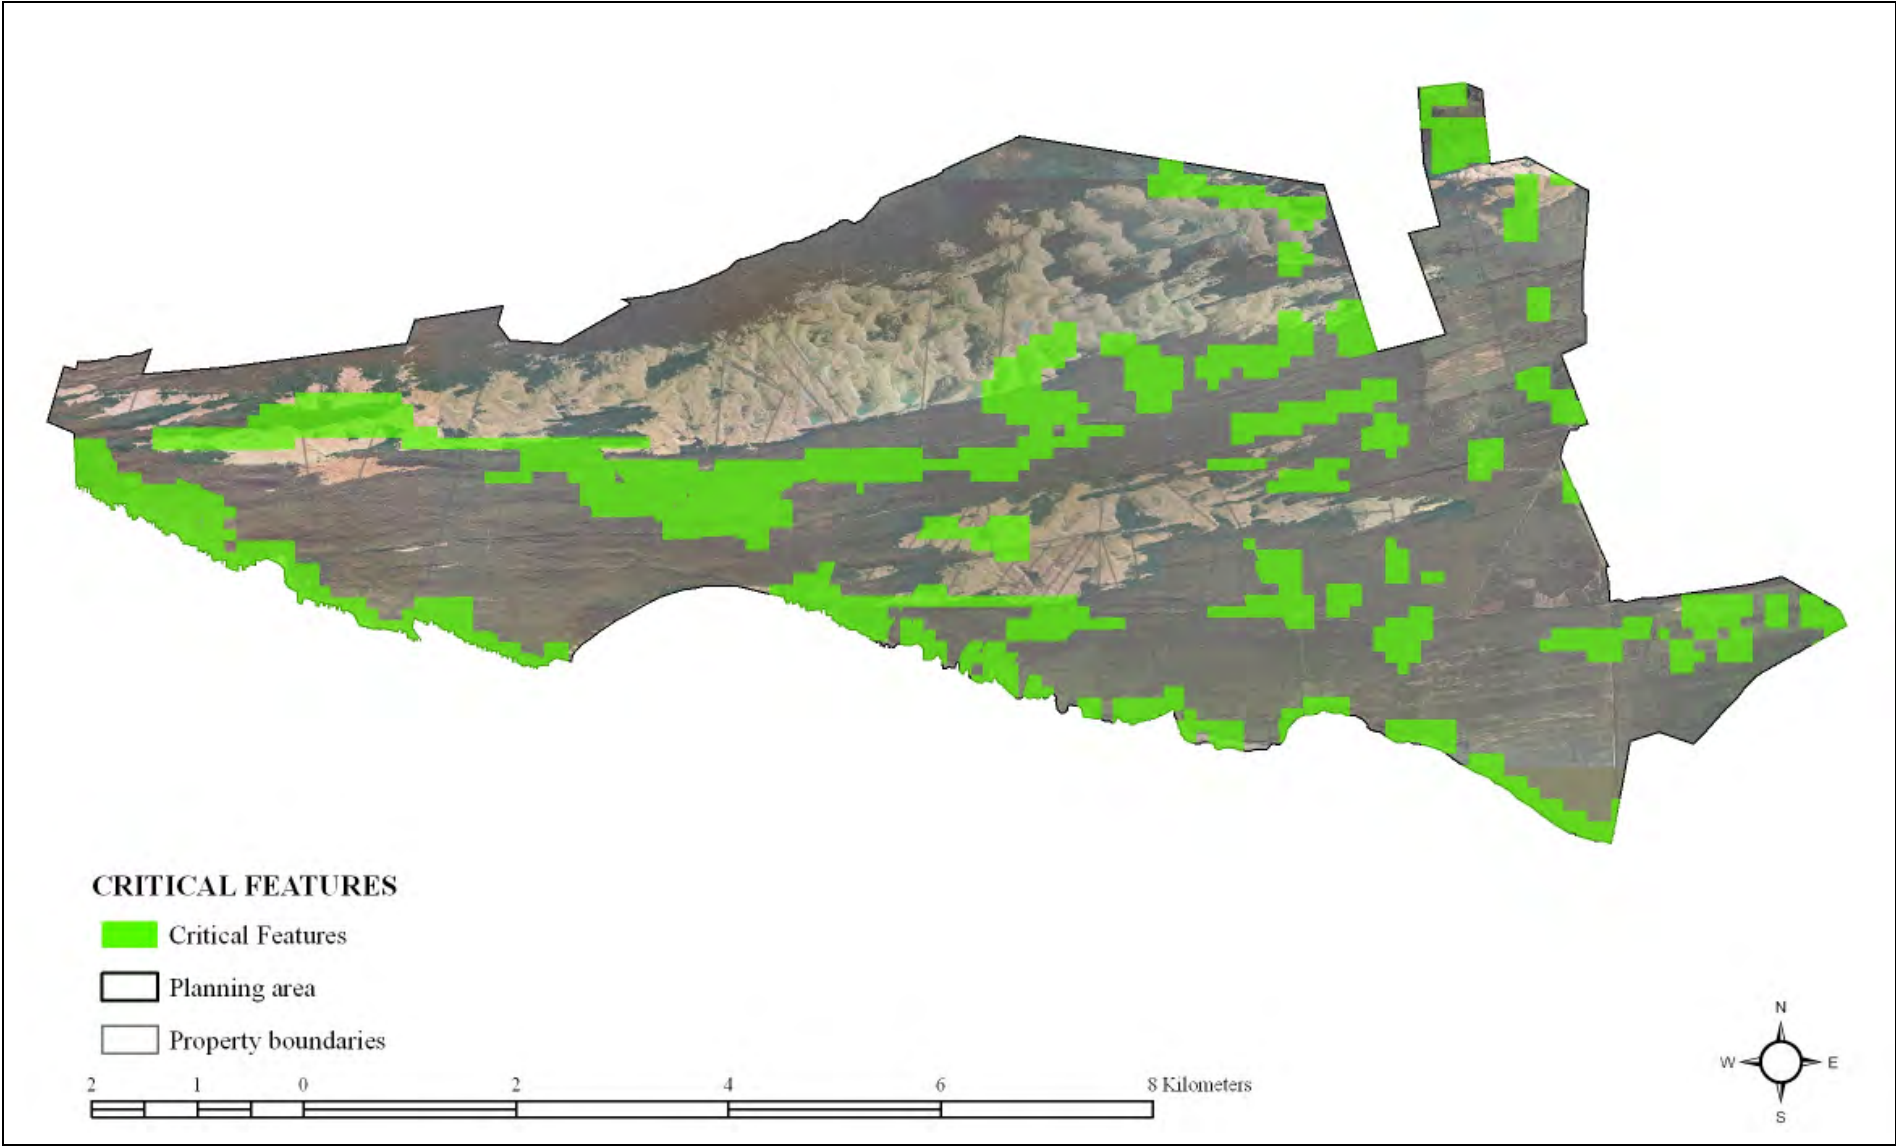 CRITICAL FEATURES
Critical Features
Planning area
Property boundaries
2 1 0 2 4 6 8 Kilometers
N
W E
S